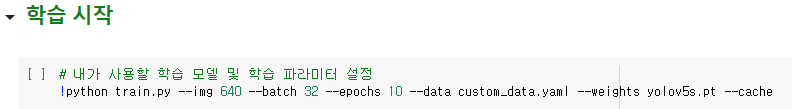 학습 시작
[ ] # 내가 사용할 학습 모델 및 학습 파라미터 설정
!python train.py --img 640 --batch 32 --epochs 10 --data custom_data.yaml --weights yolov5s.pt --cache